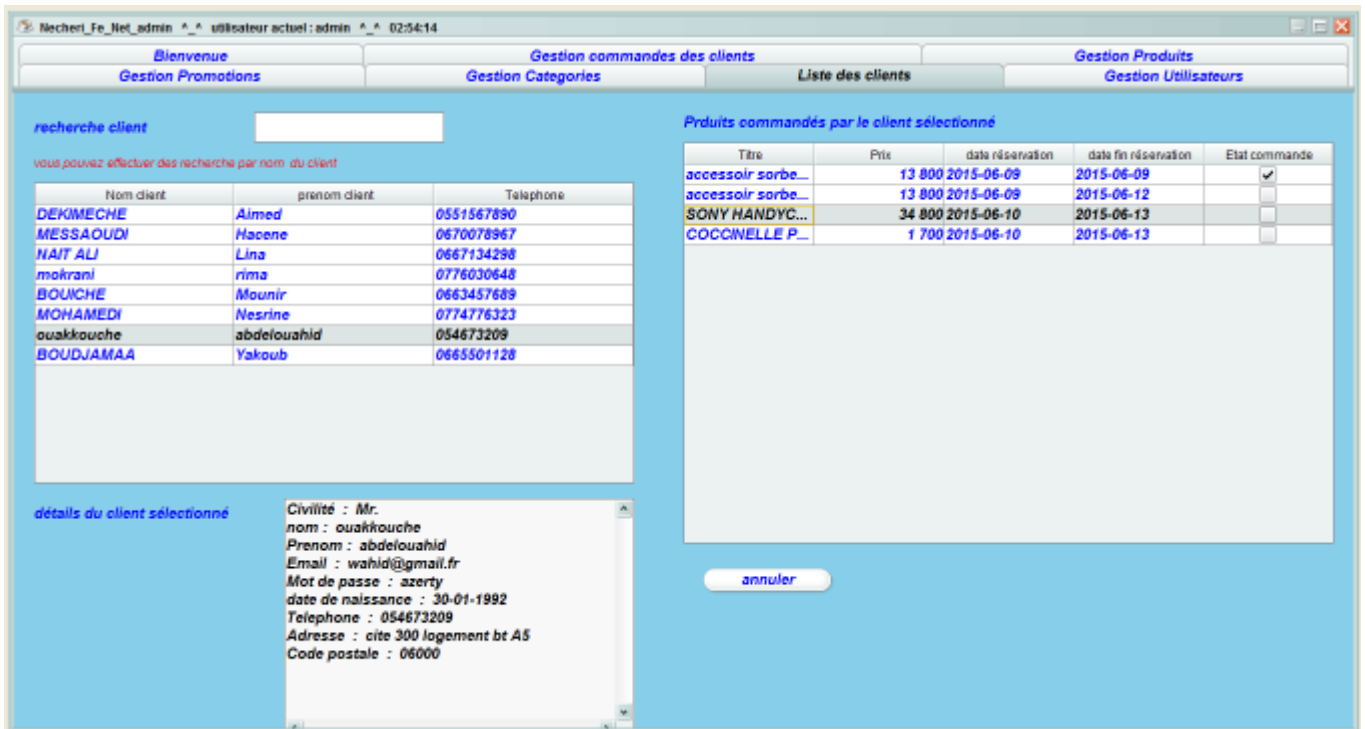 Necheri_Fe_Net_admin ^_^ utilisateur actuel : admin ^_^ 02:54:14
Bienvenue Gestion commandes des clients Gestion Produits
Gestion Promotions Gestion Categories Liste des clients Gestion Utilisateurs
recherche client
vous pouvez effectuer des recherche par nom du client
Nom client prenom client Telephone
DEKIMECHE Aimed 0551567890
MESSAOUDI Hacene 0670078967
NAIT ALI Lina 0667134298
mokrani rima 0776030648
BOUICHE Mounir 0663457689
MOHAMEDI Nesrine 0774776323
ouakkouche abdelouahid 054673209
BOUDJAMAA Yakoub 0665501128
détails du client sélectionné
Civilité : Mr.
nom : ouakkouche
Prenom : abdelouahid
Email : wahid@gmail.fr
Mot de passe : azerty
date de naissance : 30-01-1992
Telephone : 054673209
Adresse : cite 300 logement bt A5
Code postale : 06000
Prduits commandés par le client sélectionné
Titre Prix date réservation date fin réservation Etat commande
accessoir sorbe... 13 800 2015-06-09 2015-06-09
accessoir sorbe... 13 800 2015-06-09 2015-06-12
SONY HANDYC... 34 800 2015-06-10 2015-06-13
COCCINELLE P... 1 700 2015-06-10 2015-06-13
annuler